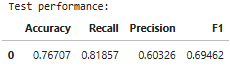 Test performance:
Accuracy Recall Precision F1
0 0.76707 0.81857 0.60326 0.69462